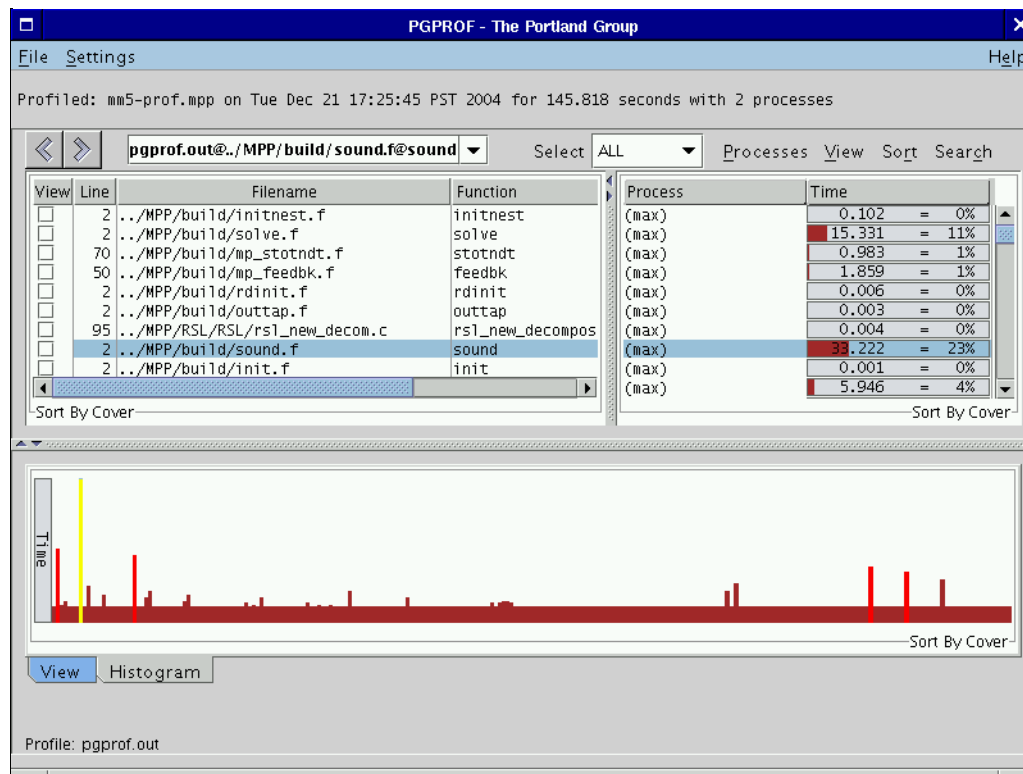 PGPROF - The Portland Group
File Settings Help
Profiled: mm5-prof.mpp on Tue Dec 21 17:25:45 PST 2004 for 145.818 seconds with 2 processes
pgprof.out@../MPP/build/sound.f@sound Select ALL Processes View Sort Search
View Line Filename Function Process Time
2 ../MPP/build/initnest.f initnest (max) 0.102 = 0%
2 ../MPP/build/solve.f solve (max) 15.331 = 11%
70 ../MPP/build/mp_stotndt.f stotndt (max) 0.983 = 1%
50 ../MPP/build/mp_feedbk.f feedbk (max) 1.859 = 1%
2 ../MPP/build/rdinit.f rdinit (max) 0.006 = 0%
2 ../MPP/build/outtap.f outtap (max) 0.003 = 0%
95 ../MPP/RSL/RSL/rsl_new_decom.c rsl_new_decompos (max) 0.004 = 0%
2 ../MPP/build/sound.f sound (max) 33.222 = 23%
2 ../MPP/build/init.f init (max) 0.001 = 0%
(max) 5.946 = 4%
Sort By Cover Sort By Cover
Time
Sort By Cover
View Histogram
Profile: pgprof.out